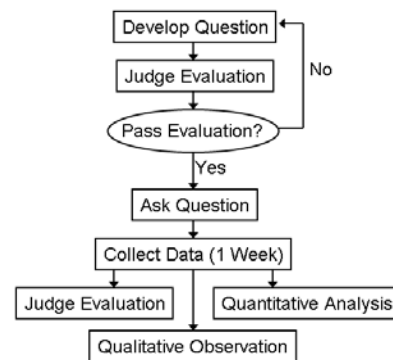 Develop Question
No
Judge Evaluation
Pass Evaluation?
Yes
Ask Question
Collect Data (1 Week)
Judge Evaluation
Quantitative Analysis
Qualitative Observation